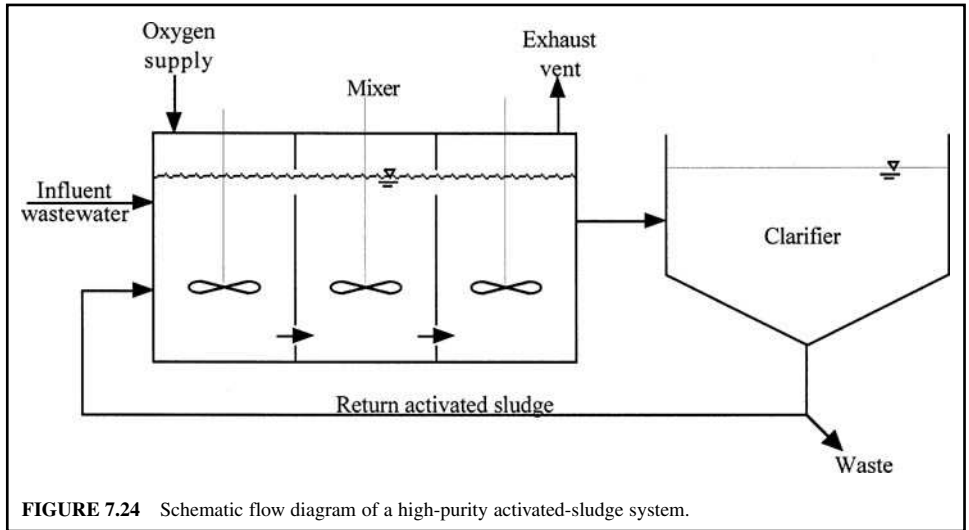 Oxygen
supply
Exhaust
vent
Mixer
Influent
wastewater
Clarifier
Return activated sludge
Waste
FIGURE 7.24 Schematic flow diagram of a high-purity activated-sludge system.